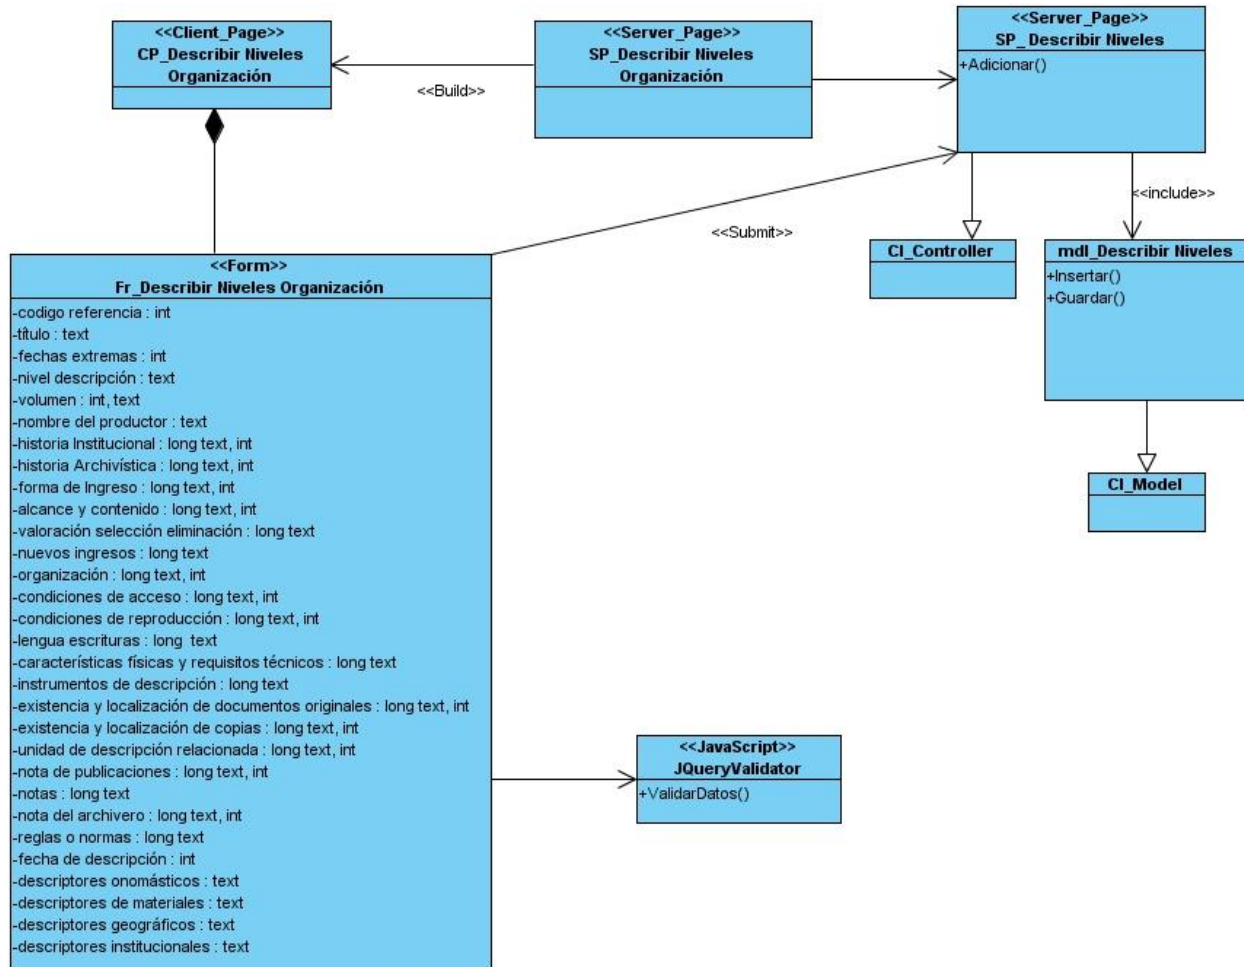 <<Client_Page>>
CP_Describir Niveles
Organización
<<Server_Page>>
SP_Describir Niveles
Organización
<<Server_Page>>
SP_ Describir Niveles
+Adicionar()
<<Build>>
<<include>>
<<Submit>>
CI_Controller
mdl_Describir Niveles
+Insertar()
+Guardar()
CI_Model
<<Form>>
Fr_Describir Niveles Organización
-codigo referencia : int
-título : text
-fechas extremas : int
-nivel descripción : text
-volumen : int, text
-nombre del productor : text
-historia Institucional : long text, int
-historia Archivística : long text, int
-forma de Ingreso : long text, int
-alcance y contenido : long text, int
-valoración selección eliminación : long text
-nuevos ingresos : long text
-organización : long text, int
-condiciones de acceso : long text, int
-condiciones de reproducción : long text, int
-lengua escrituras : long  text
-características físicas y requisitos técnicos : long text
-instrumentos de descripción : long text
-existencia y localización de documentos originales : long text, int
-existencia y localización de copias : long text, int
-unidad de descripción relacionada : long text, int
-nota de publicaciones : long text, int
-notas : long text
-nota del archivero : long text, int
-reglas o normas : long text
-fecha de descripción : int
-descriptores onomásticos : text
-descriptores de materiales : text
-descriptores geográficos : text
-descriptores institucionales : text
<<JavaScript>>
JQueryValidator
+ValidarDatos()